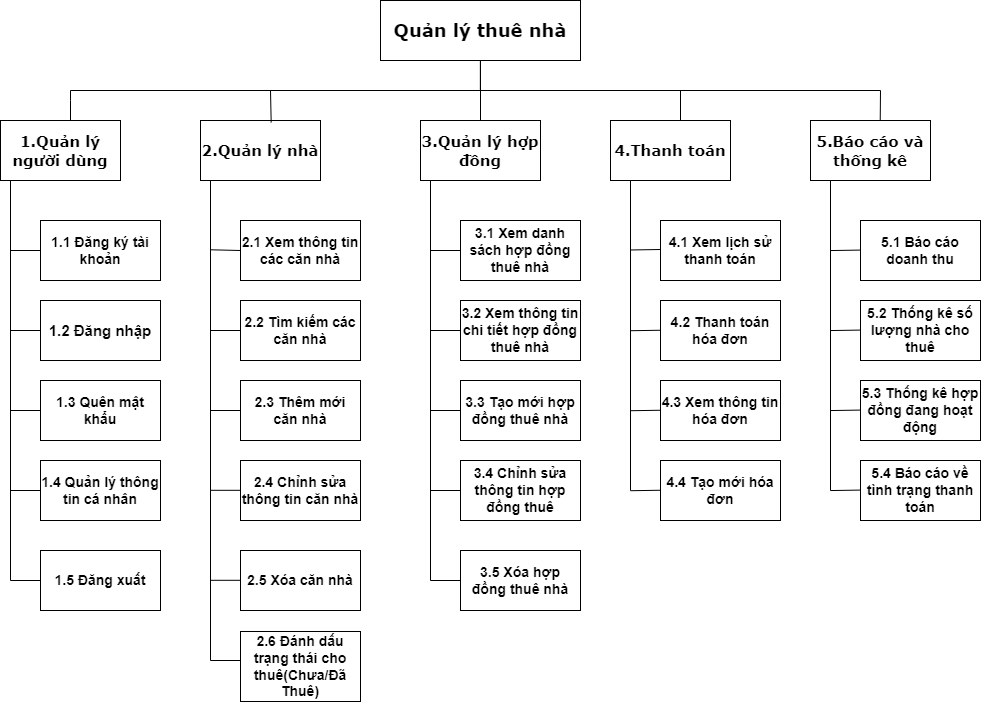 Quản lý thuê nhà
1.Quản lý
người dùng
2.Quản lý nhà
3.Quản lý hợp
đồng
4.Thanh toán
5.Báo cáo và
thống kê
1.1 Đăng ký tài
khoản
1.2 Đăng nhập
1.3 Quên mật
khẩu
1.4 Quản lý thông
tin cá nhân
1.5 Đăng xuất
2.1 Xem thông tin
các căn nhà
2.2 Tìm kiếm các
căn nhà
2.3 Thêm mới
căn nhà
2.4 Chỉnh sửa
thông tin căn nhà
2.5 Xóa căn nhà
2.6 Đánh dấu
trạng thái cho
thuê(Chưa/Đã
Thuê)
3.1 Xem danh
sách hợp đồng
thuê nhà
3.2 Xem thông tin
chi tiết hợp đồng
thuê nhà
3.3 Tạo mới hợp
đồng thuê nhà
3.4 Chỉnh sửa
thông tin hợp
đồng thuê
3.5 Xóa hợp
đồng thuê nhà
4.1 Xem lịch sử
thanh toán
4.2 Thanh toán
hóa đơn
4.3 Xem thông tin
hóa đơn
4.4 Tạo mới hóa
đơn
5.1 Báo cáo
doanh thu
5.2 Thống kê số
lượng nhà cho
thuê
5.3 Thống kê hợp
đồng đang hoạt
động
5.4 Báo cáo về
tình trạng thanh
toán